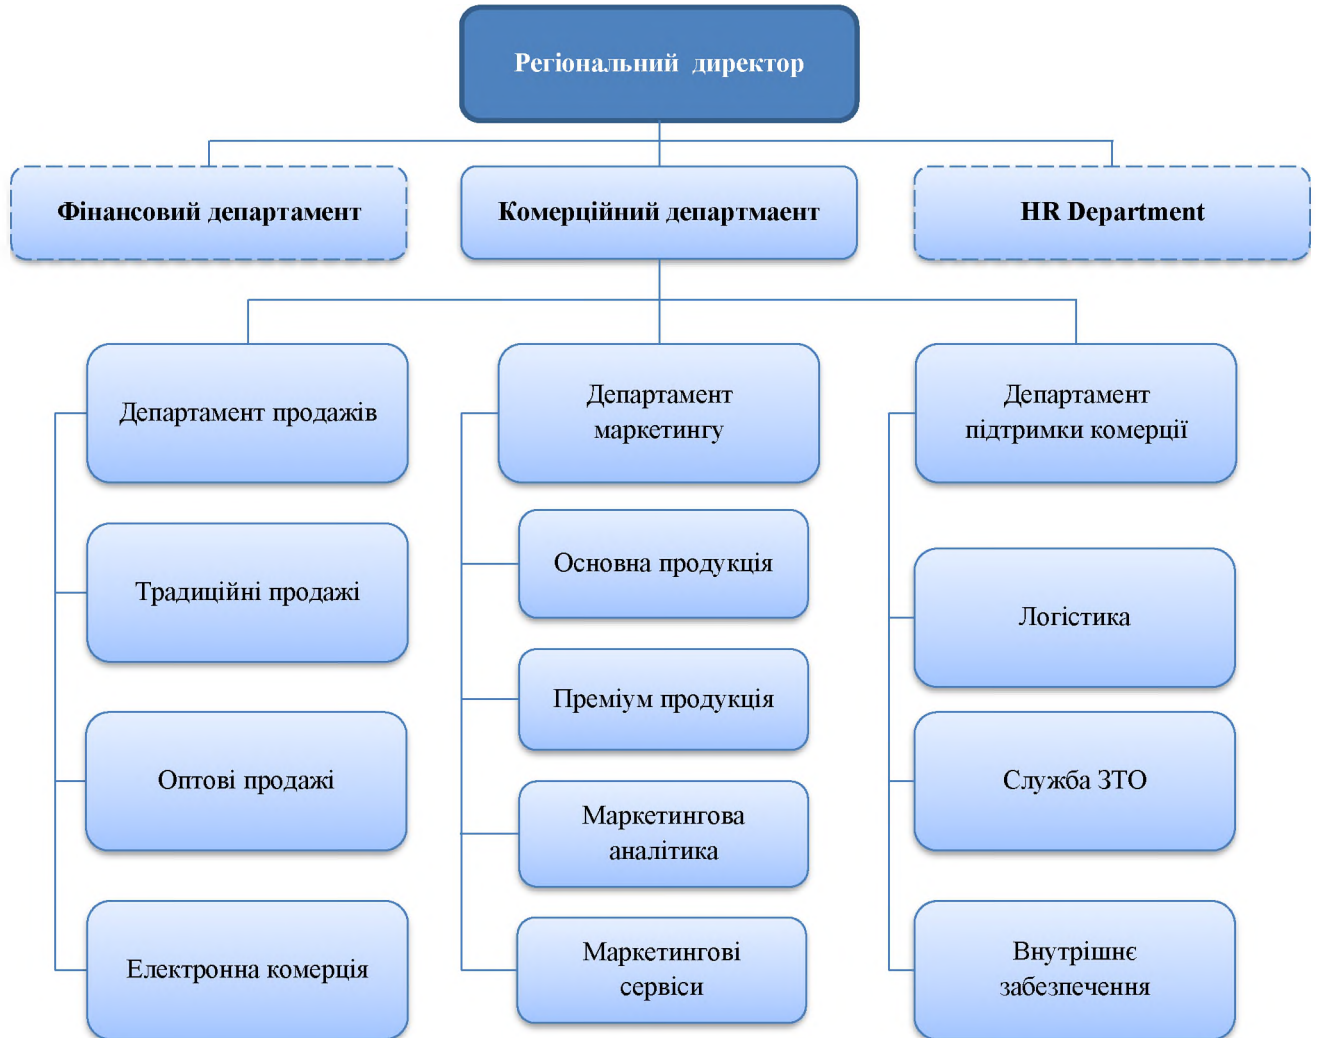 Регіональний директор
Фінансовий департамент
Комерційний департмаент
HR Department
Департамент продажів
Департамент
маркетингу
Департамент
підтримки комерції
Традиційні продажі
Основна продукція
Логістика
Преміум продукція
Оптові продажі
Маркетингова
аналітика
Служба ЗТО
Електронна комерція
Маркетингові
сервіси
Внутрішнє
забезпечення